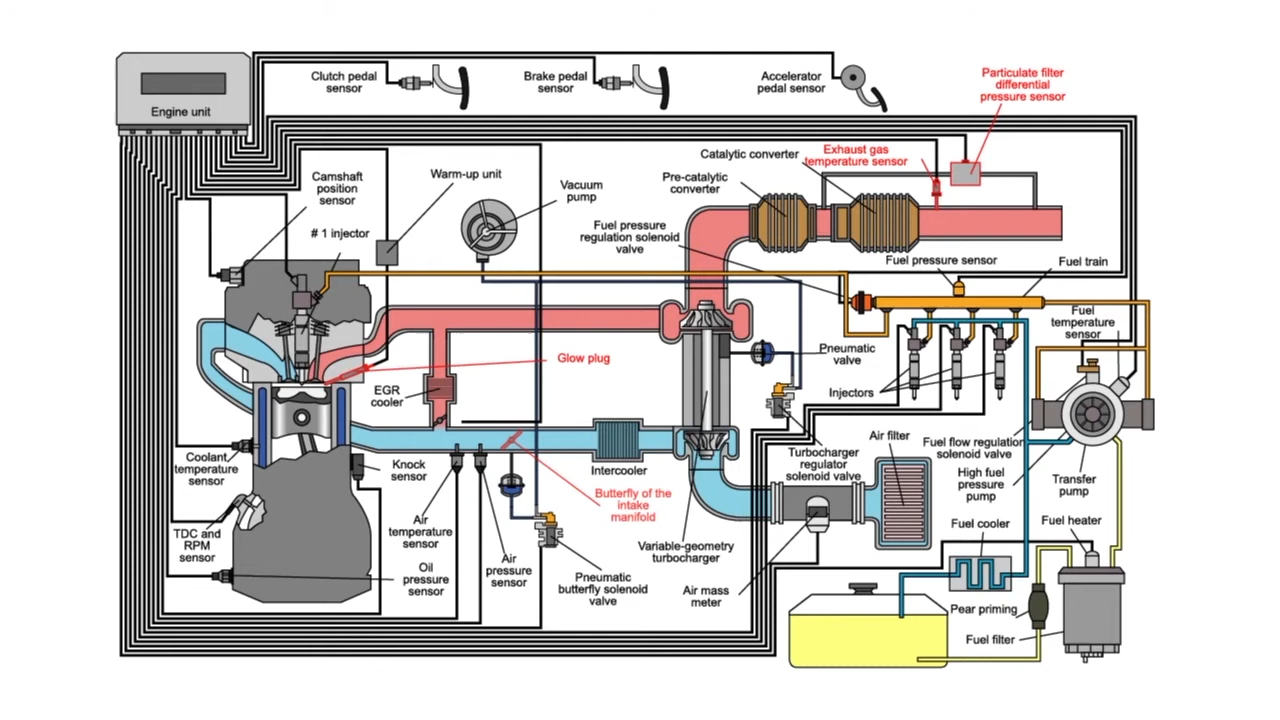 Clutch pedal
sensor
Brake pedal
sensor
Accelerator
pedal sensor
Particulate filter
differential
pressure sensor
Engine unit
Catalytic converter
Exhaust gas
temperature sensor
Camshaft
position
sensor
Warm-up unit
Vacuum
pump
Pre-catalytic
converter
# 1 injector
Fuel pressure
regulation solenoid
valve
Fuel pressure sensor
Fuel train
Fuel
temperature
sensor
Glow plug
Pneumatic
valve
EGR
cooler
Injectors
Coolant
temperature
sensor
Knock
sensor
Intercooler
Turbocharger
regulator
solenoid valve
Air filter
Fuel flow regulation
solenoid valve
High fuel
pressure
pump
Transfer
pump
Butterfly of the
intake
manifold
TDC and
RPM
sensor
Air
temperature
sensor
Air
pressure
sensor
Oil
pressure
sensor
Pneumatic
butterfly solenoid
valve
Variable-geometry
turbocharger
Air mass
meter
Fuel cooler
Fuel heater
Pear priming
Fuel filter